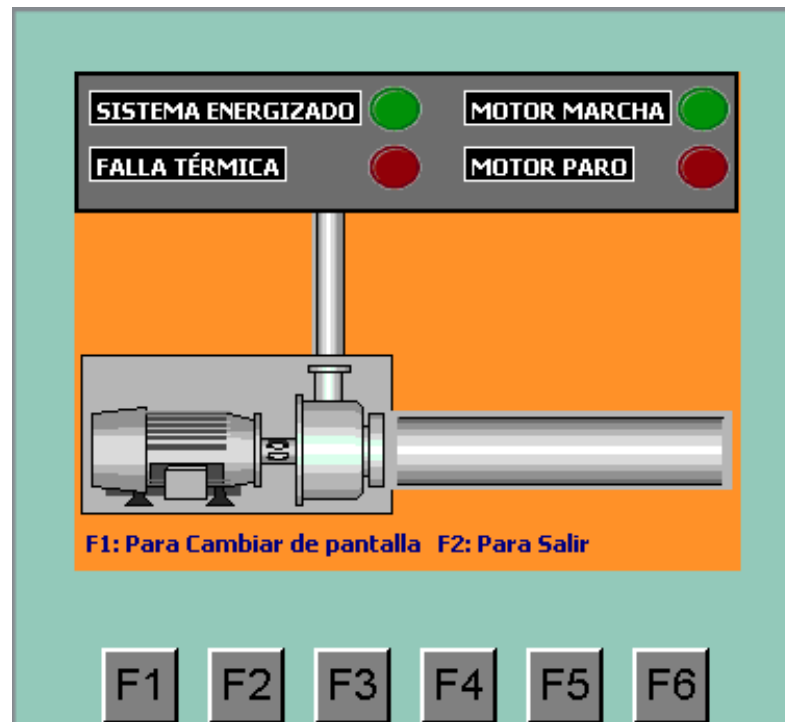 SISTEMA ENERGIZADO MOTOR MARCHA
FALLA TÉRMICA MOTOR PARO
F1: Para Cambiar de pantalla F2: Para Salir
F1 F2 F3 F4 F5 F6